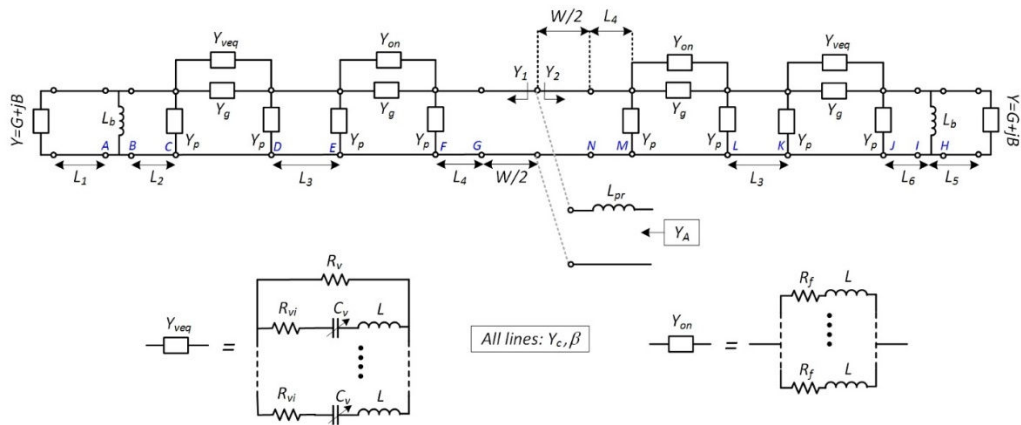 W/2 L4
Yveq Yon Yon Yveq
Y1 Y2
Yg Yg Yg Yg
Y=G+jB Lb Yp Yp Yp Yp Yp Yp Yp Yp Lb Y=G+jB
A B C D E F G N M L K J I H
L1 L2 L3 L4 W/2 L3 L6 L5
Lpr
YA
Rv
Rvi Cv L
Yveq =
Rvi Cv L
All lines: Yc,β
Rf L
Yon =
Rf L